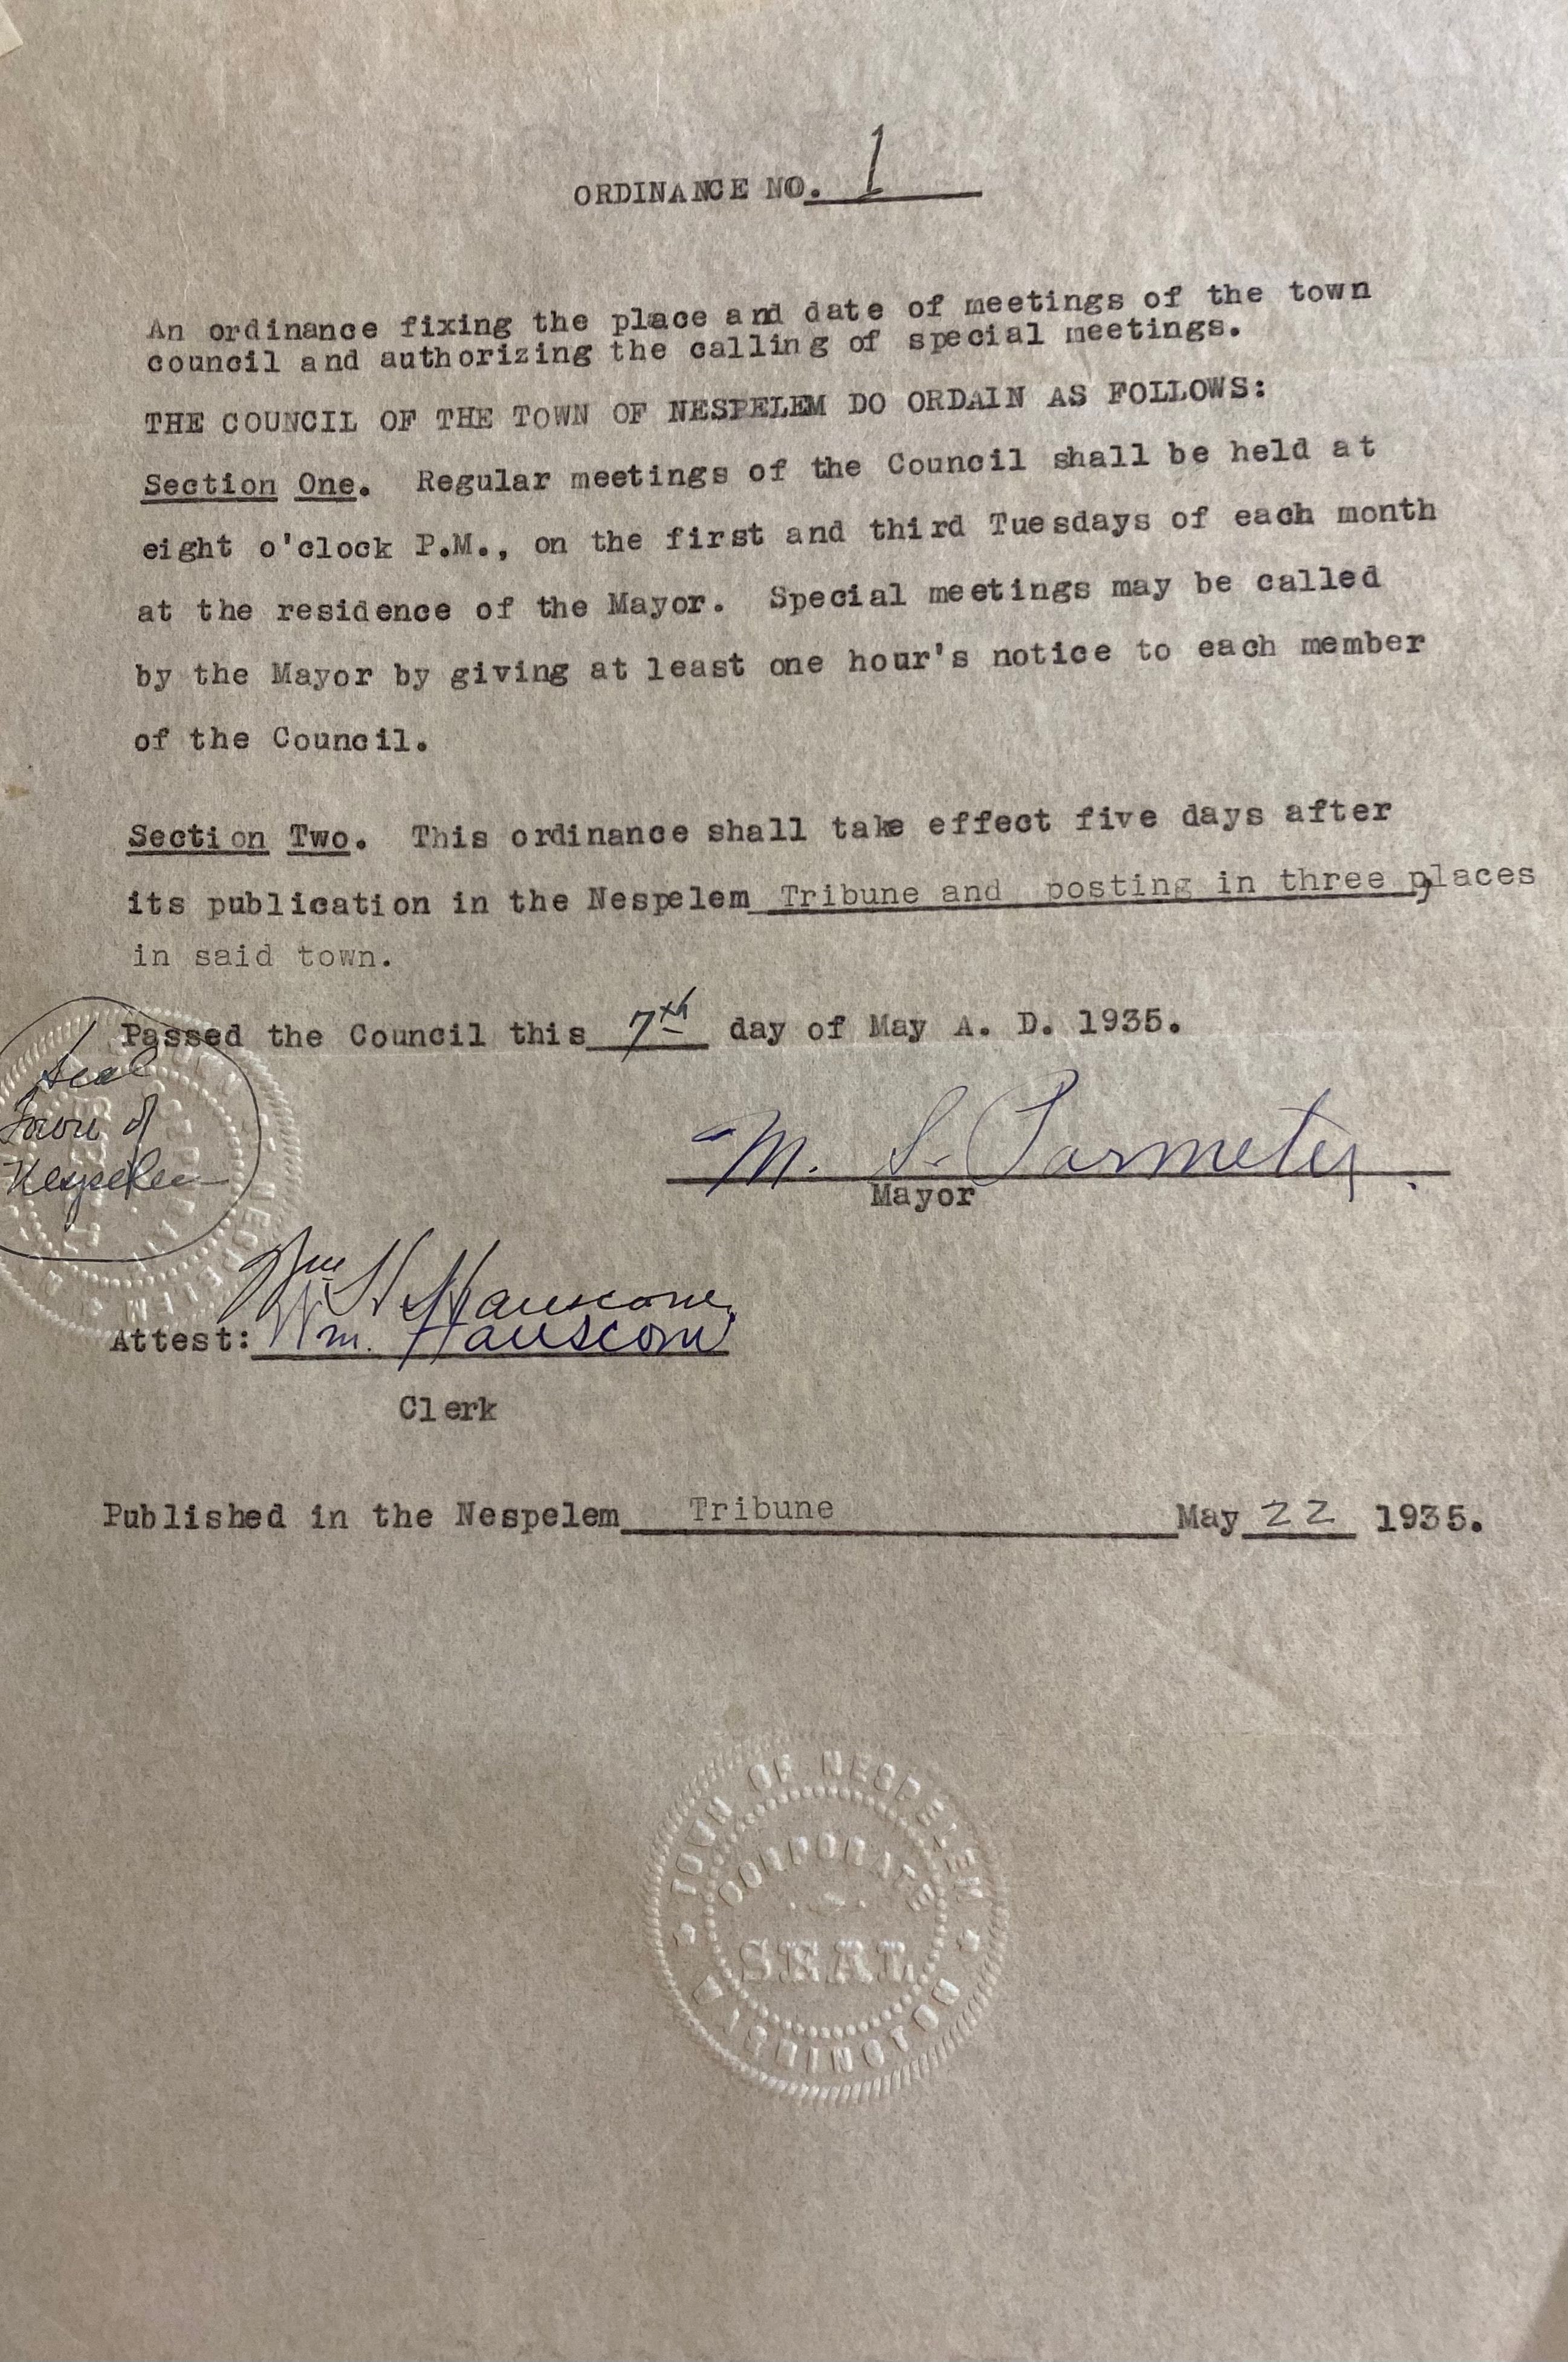 ORDINANCE NO. 1
An ordinance fixing the place and date of meetings of the town
council and authorizing the calling of special meetings.
THE COUNCIL OF THE TOWN OF NESPELEM DO ORDAIN AS FOLLOWS:
Section One. Regular meetings of the Council shall be held at
eight o'clock P.M., on the first and third Tuesdays of each month
at the residence of the Mayor. Special meetings may be called
by the Mayor by giving at least one hour's notice to each member
of the Council.
Section Two. This ordinance shall take effect five days after
its publication in the Nespelem Tribune and posting in three places
in said town.
Passed the Council this 7th day of May A. D. 1935.
Seal
Town of
Nespelem
M. S. Parmeter
Mayor
Wm H Hanscom
Attest: Wm. Hanscom
Clerk
Published in the Nespelem Tribune May 22 1935.
TOWN OF NESPELEM
CORPORATE
SEAL
WASHINGTON